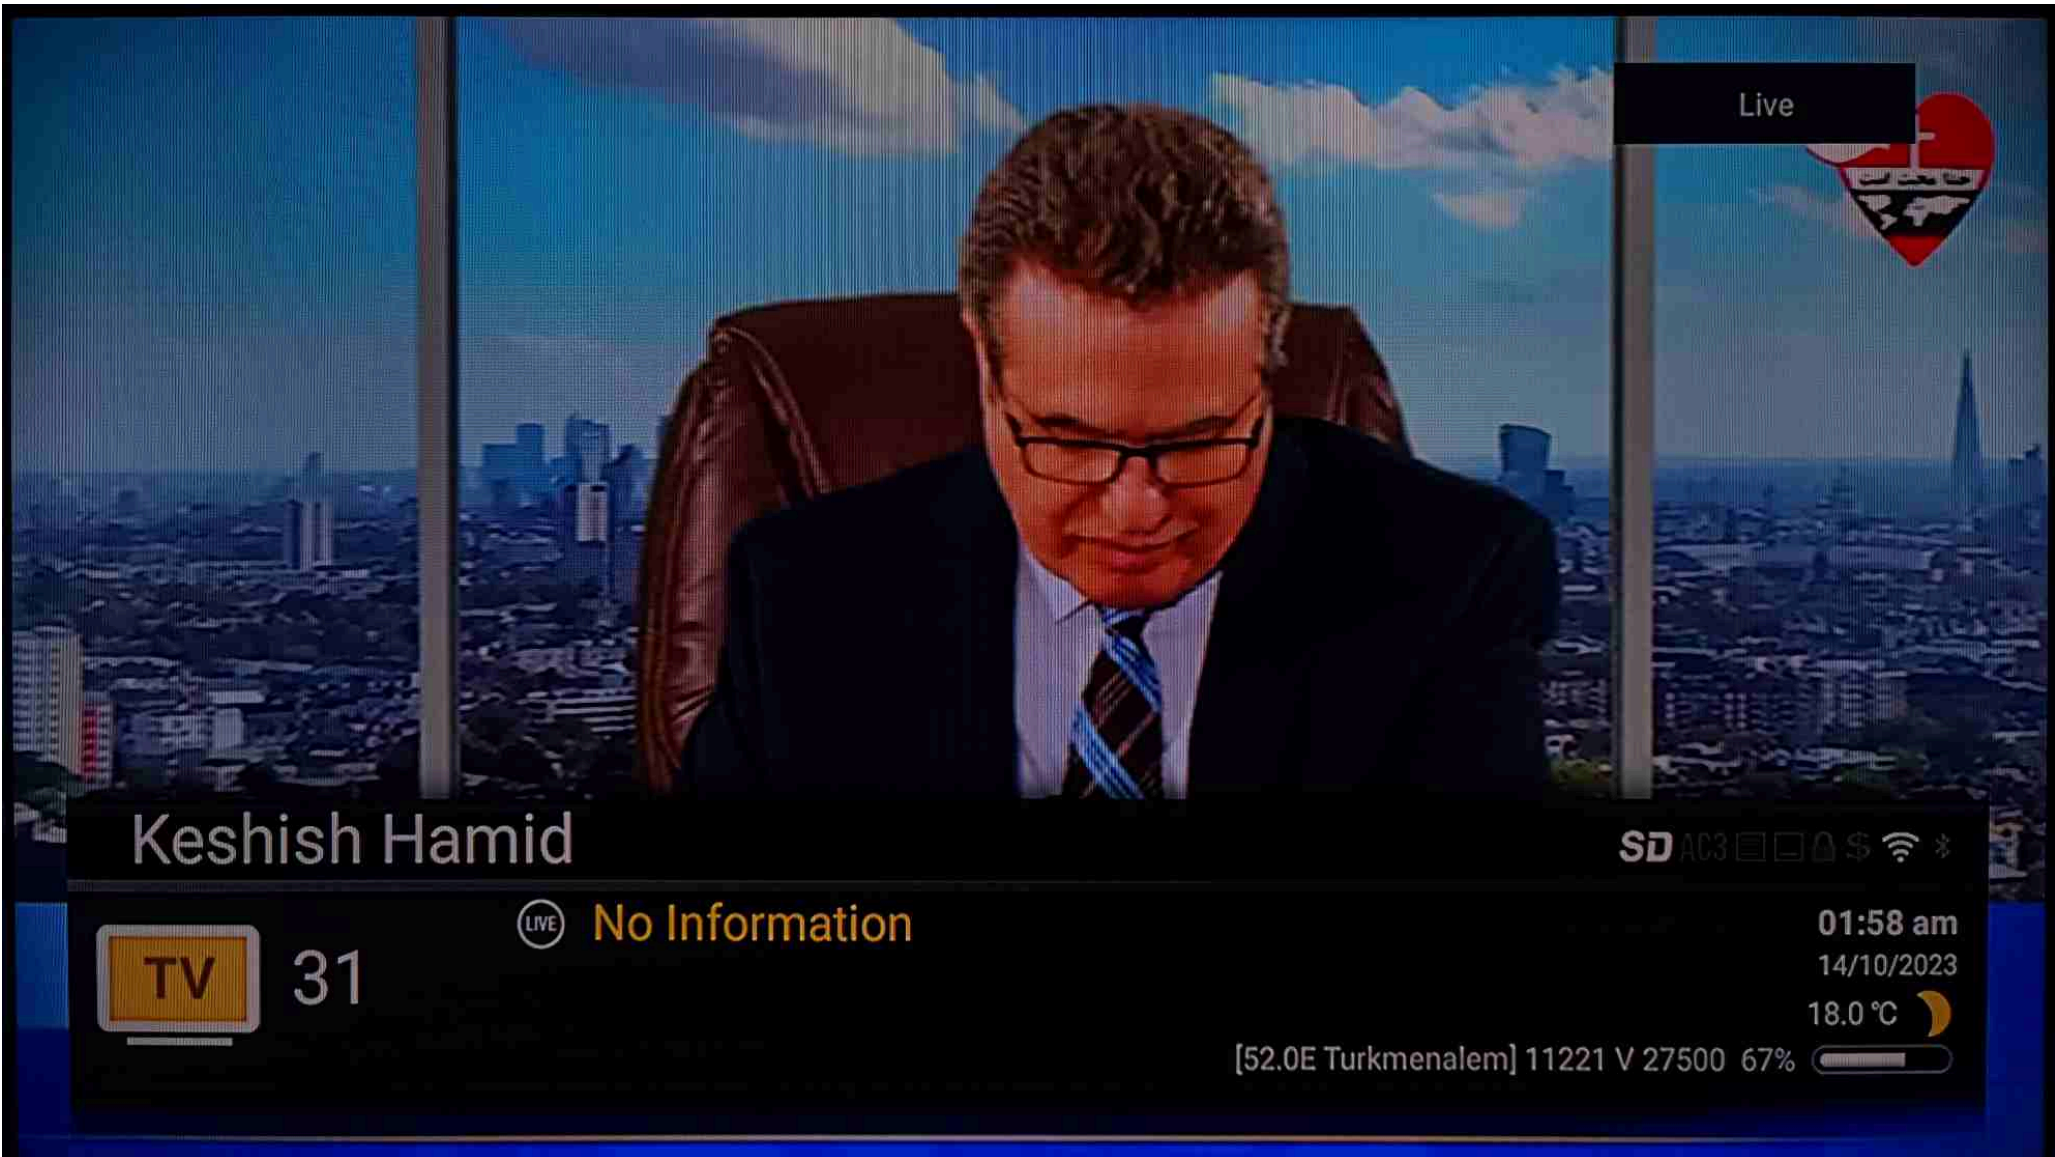 Live
Keshish Hamid
SD AC3 $
LIVE No Information
TV 31
01:58 am
14/10/2023
18.0 °C
[52.0E Turkmenalem] 11221 V 27500 67%